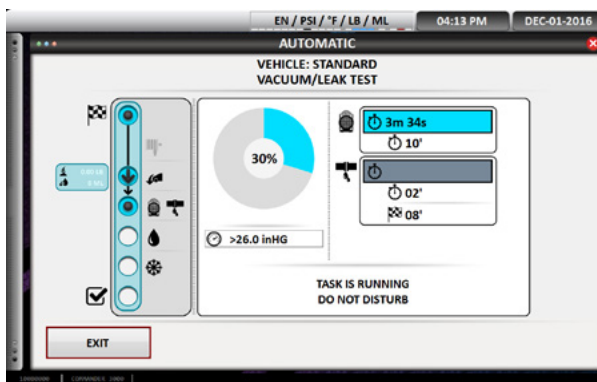 EN / PSI / °F / LB / ML 04:13 PM DEC-01-2016
AUTOMATIC
VEHICLE: STANDARD
VACUUM/LEAK TEST
3m 34s
10'
30%
02'
08'
>26.0 inHG
TASK IS RUNNING
DO NOT DISTURB
EXIT